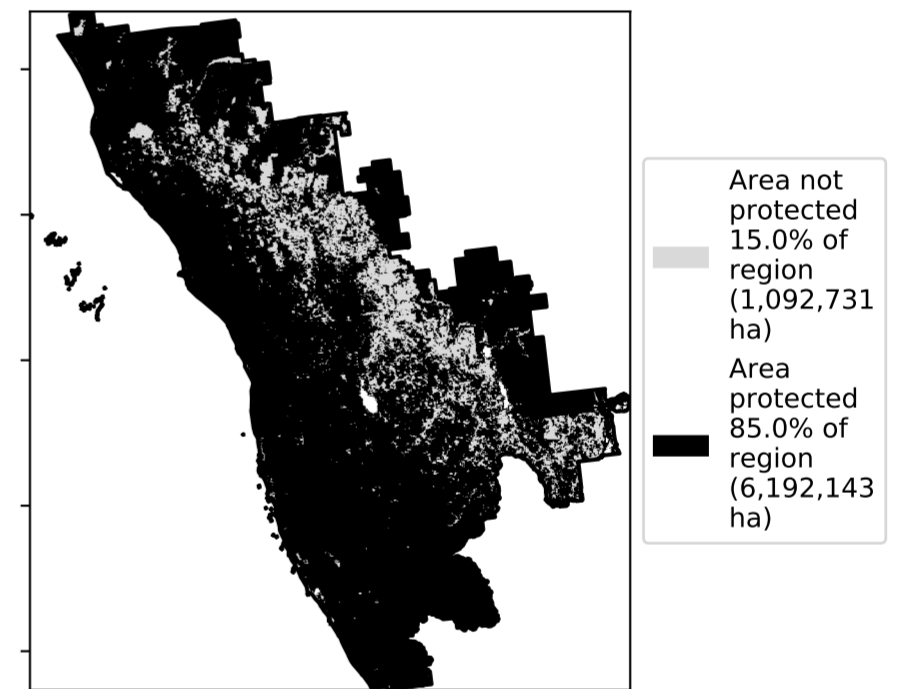 Area not
protected
15.0% of
region
(1,092,731
ha)
Area
protected
85.0% of
region
(6,192,143
ha)